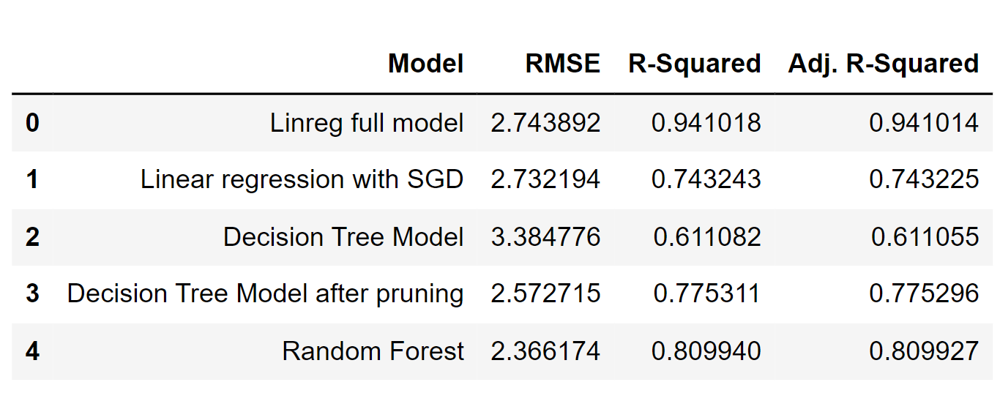 Model RMSE R-Squared Adj. R-Squared
0 Linreg full model 2.743892 0.941018 0.941014
1 Linear regression with SGD 2.732194 0.743243 0.743225
2 Decision Tree Model 3.384776 0.611082 0.611055
3 Decision Tree Model after pruning 2.572715 0.775311 0.775296
4 Random Forest 2.366174 0.809940 0.809927